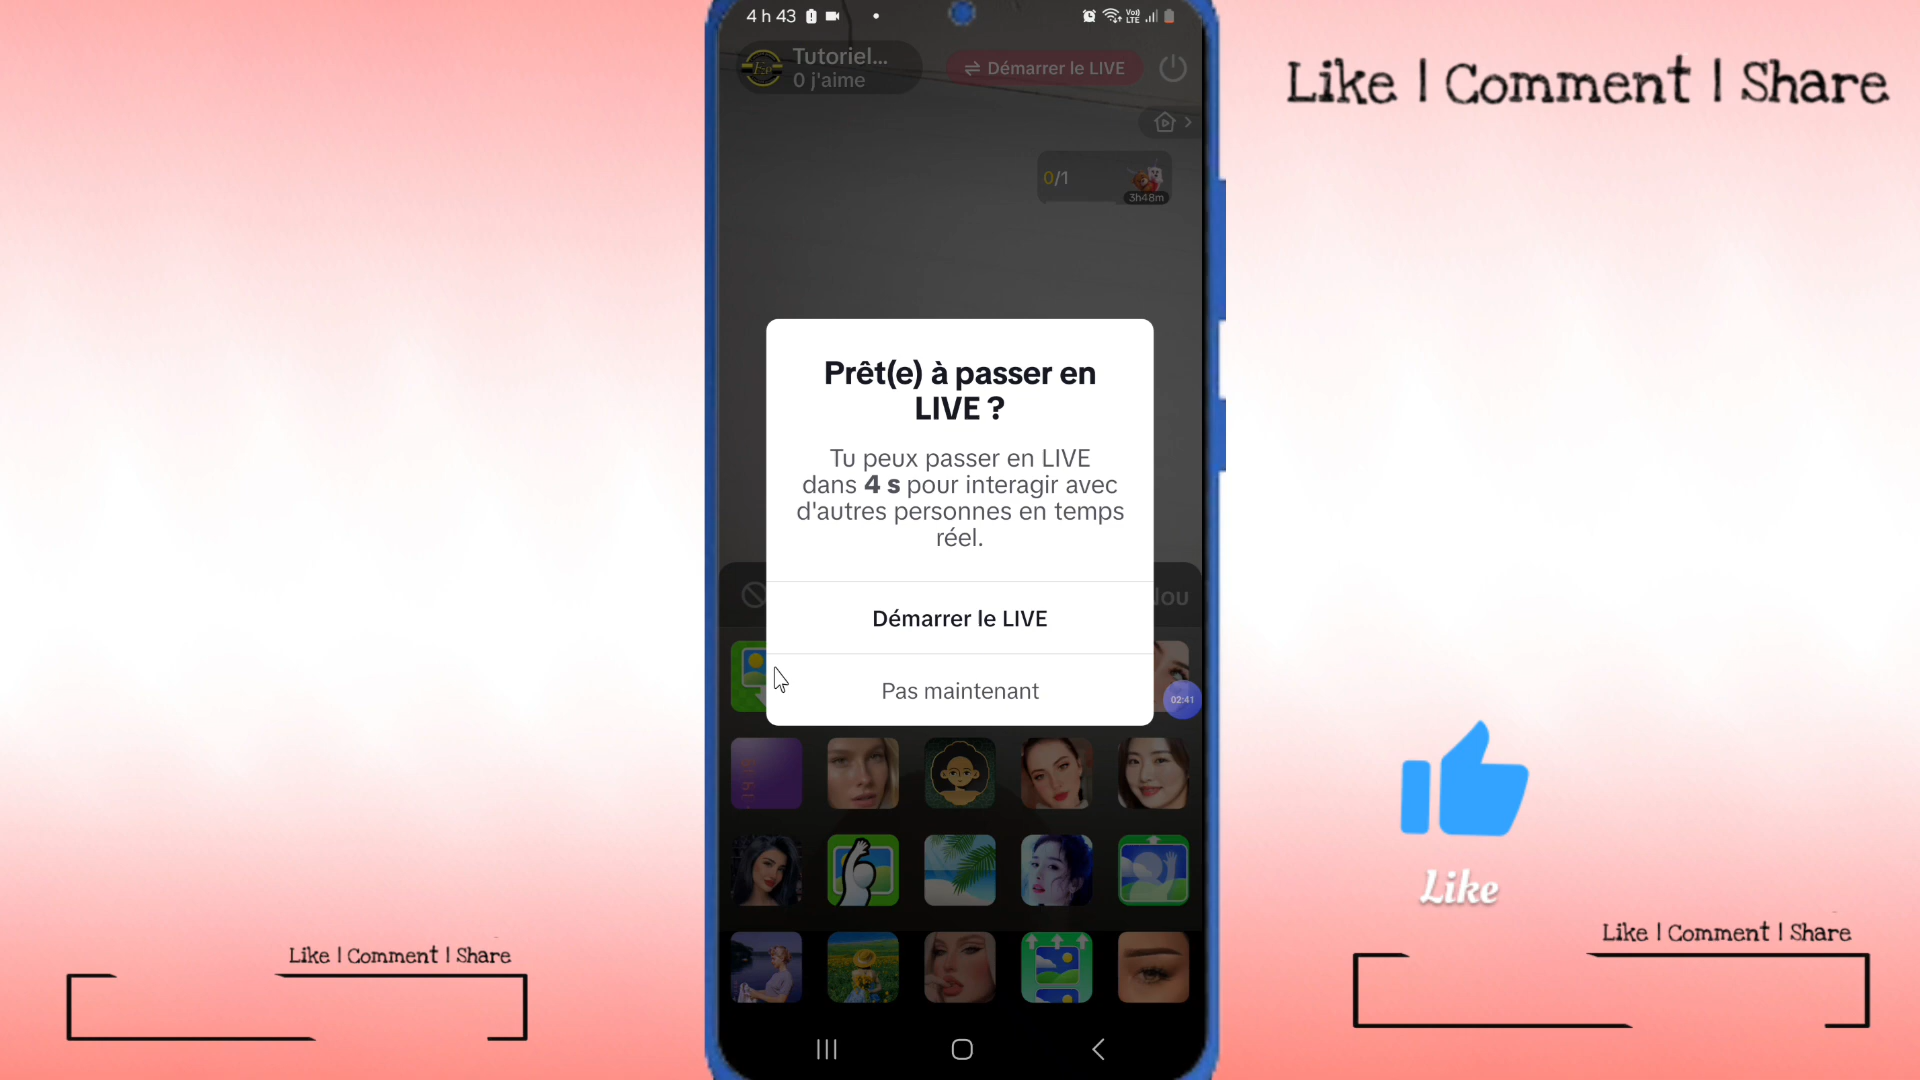 4 h 43
Tutoriel...
0 j'aime
Démarrer le LIVE
Like | Comment | Share
0/1
3h48m
Prêt(e) à passer en
LIVE ?
Tu peux passer en LIVE
dans 4 s pour interagir avec
d'autres personnes en temps
réel.
Démarrer le LIVE
Pas maintenant
02:41
Like
Like | Comment | Share
Like | Comment | Share